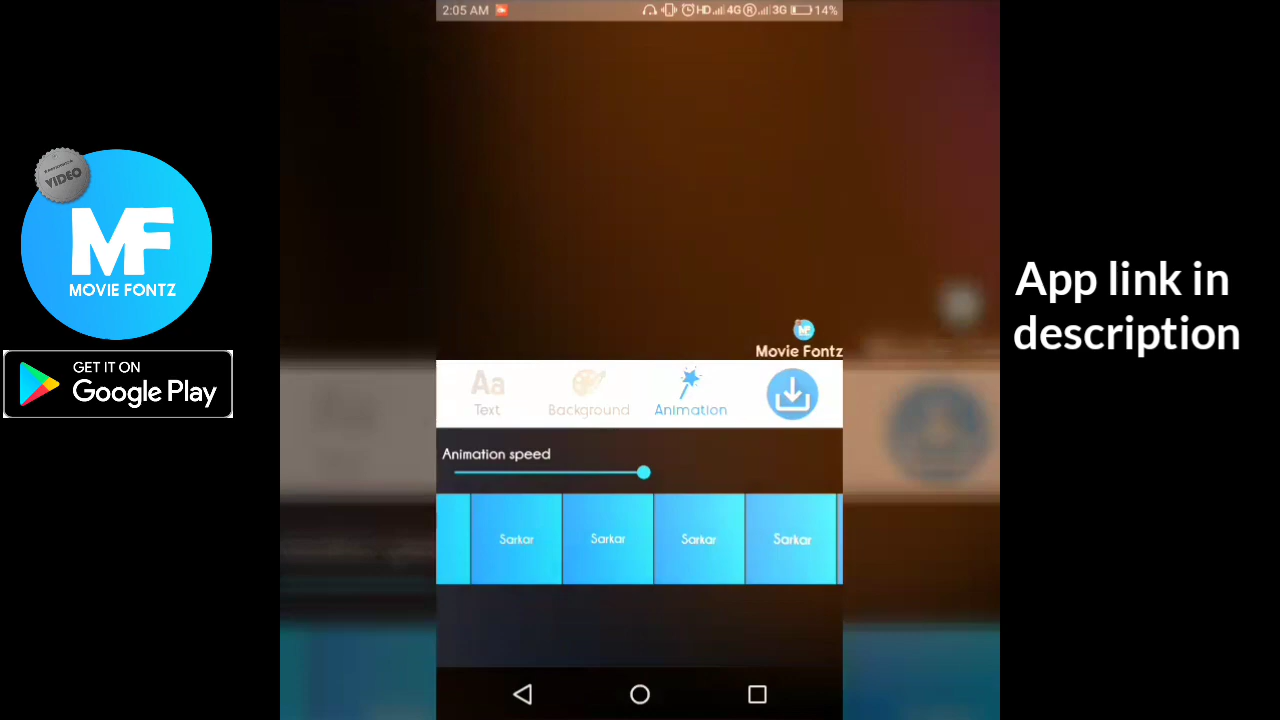 2:05 AM HD 4G R 3G 14%
VIDEO
MF
MOVIE FONTZ
GET IT ON
Google Play
App link in
description
MF
Movie Fontz
Aa
Text Background Animation
Animation speed
Sarkar Sarkar Sarkar Sarkar